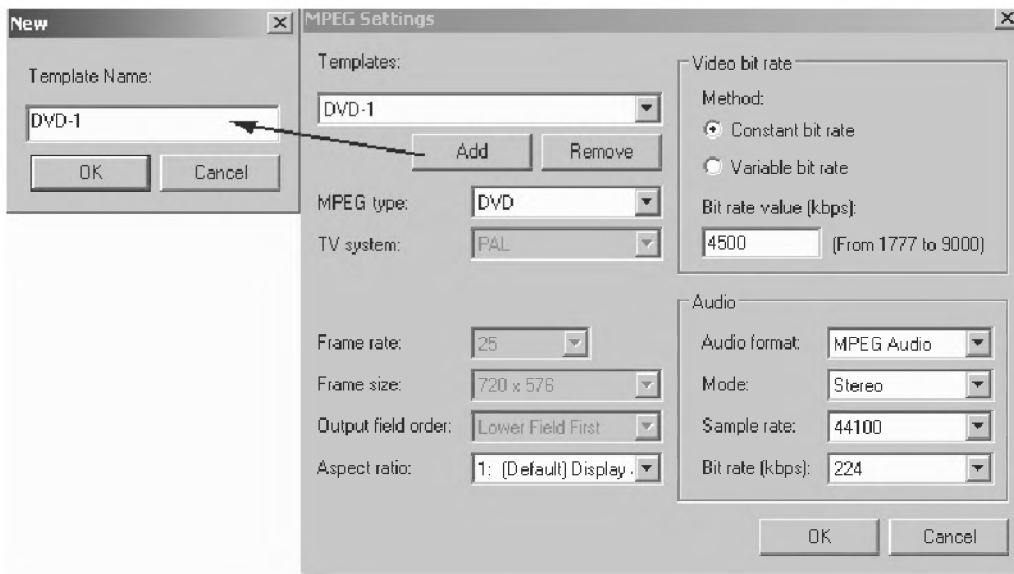 New
Template Name:
DVD-1
OK
Cancel
MPEG Settings
Templates:
DVD-1
Add
Remove
MPEG type:
DVD
TV system:
PAL
Frame rate:
25
Frame size:
720 x 576
Output field order:
Lower Field First
Aspect ratio:
1: (Default) Display
Video bit rate
Method:
Constant bit rate
Variable bit rate
Bit rate value (kbps):
4500
(From 1777 to 9000)
Audio
Audio format:
MPEG Audio
Mode:
Stereo
Sample rate:
44100
Bit rate (kbps):
224
OK
Cancel